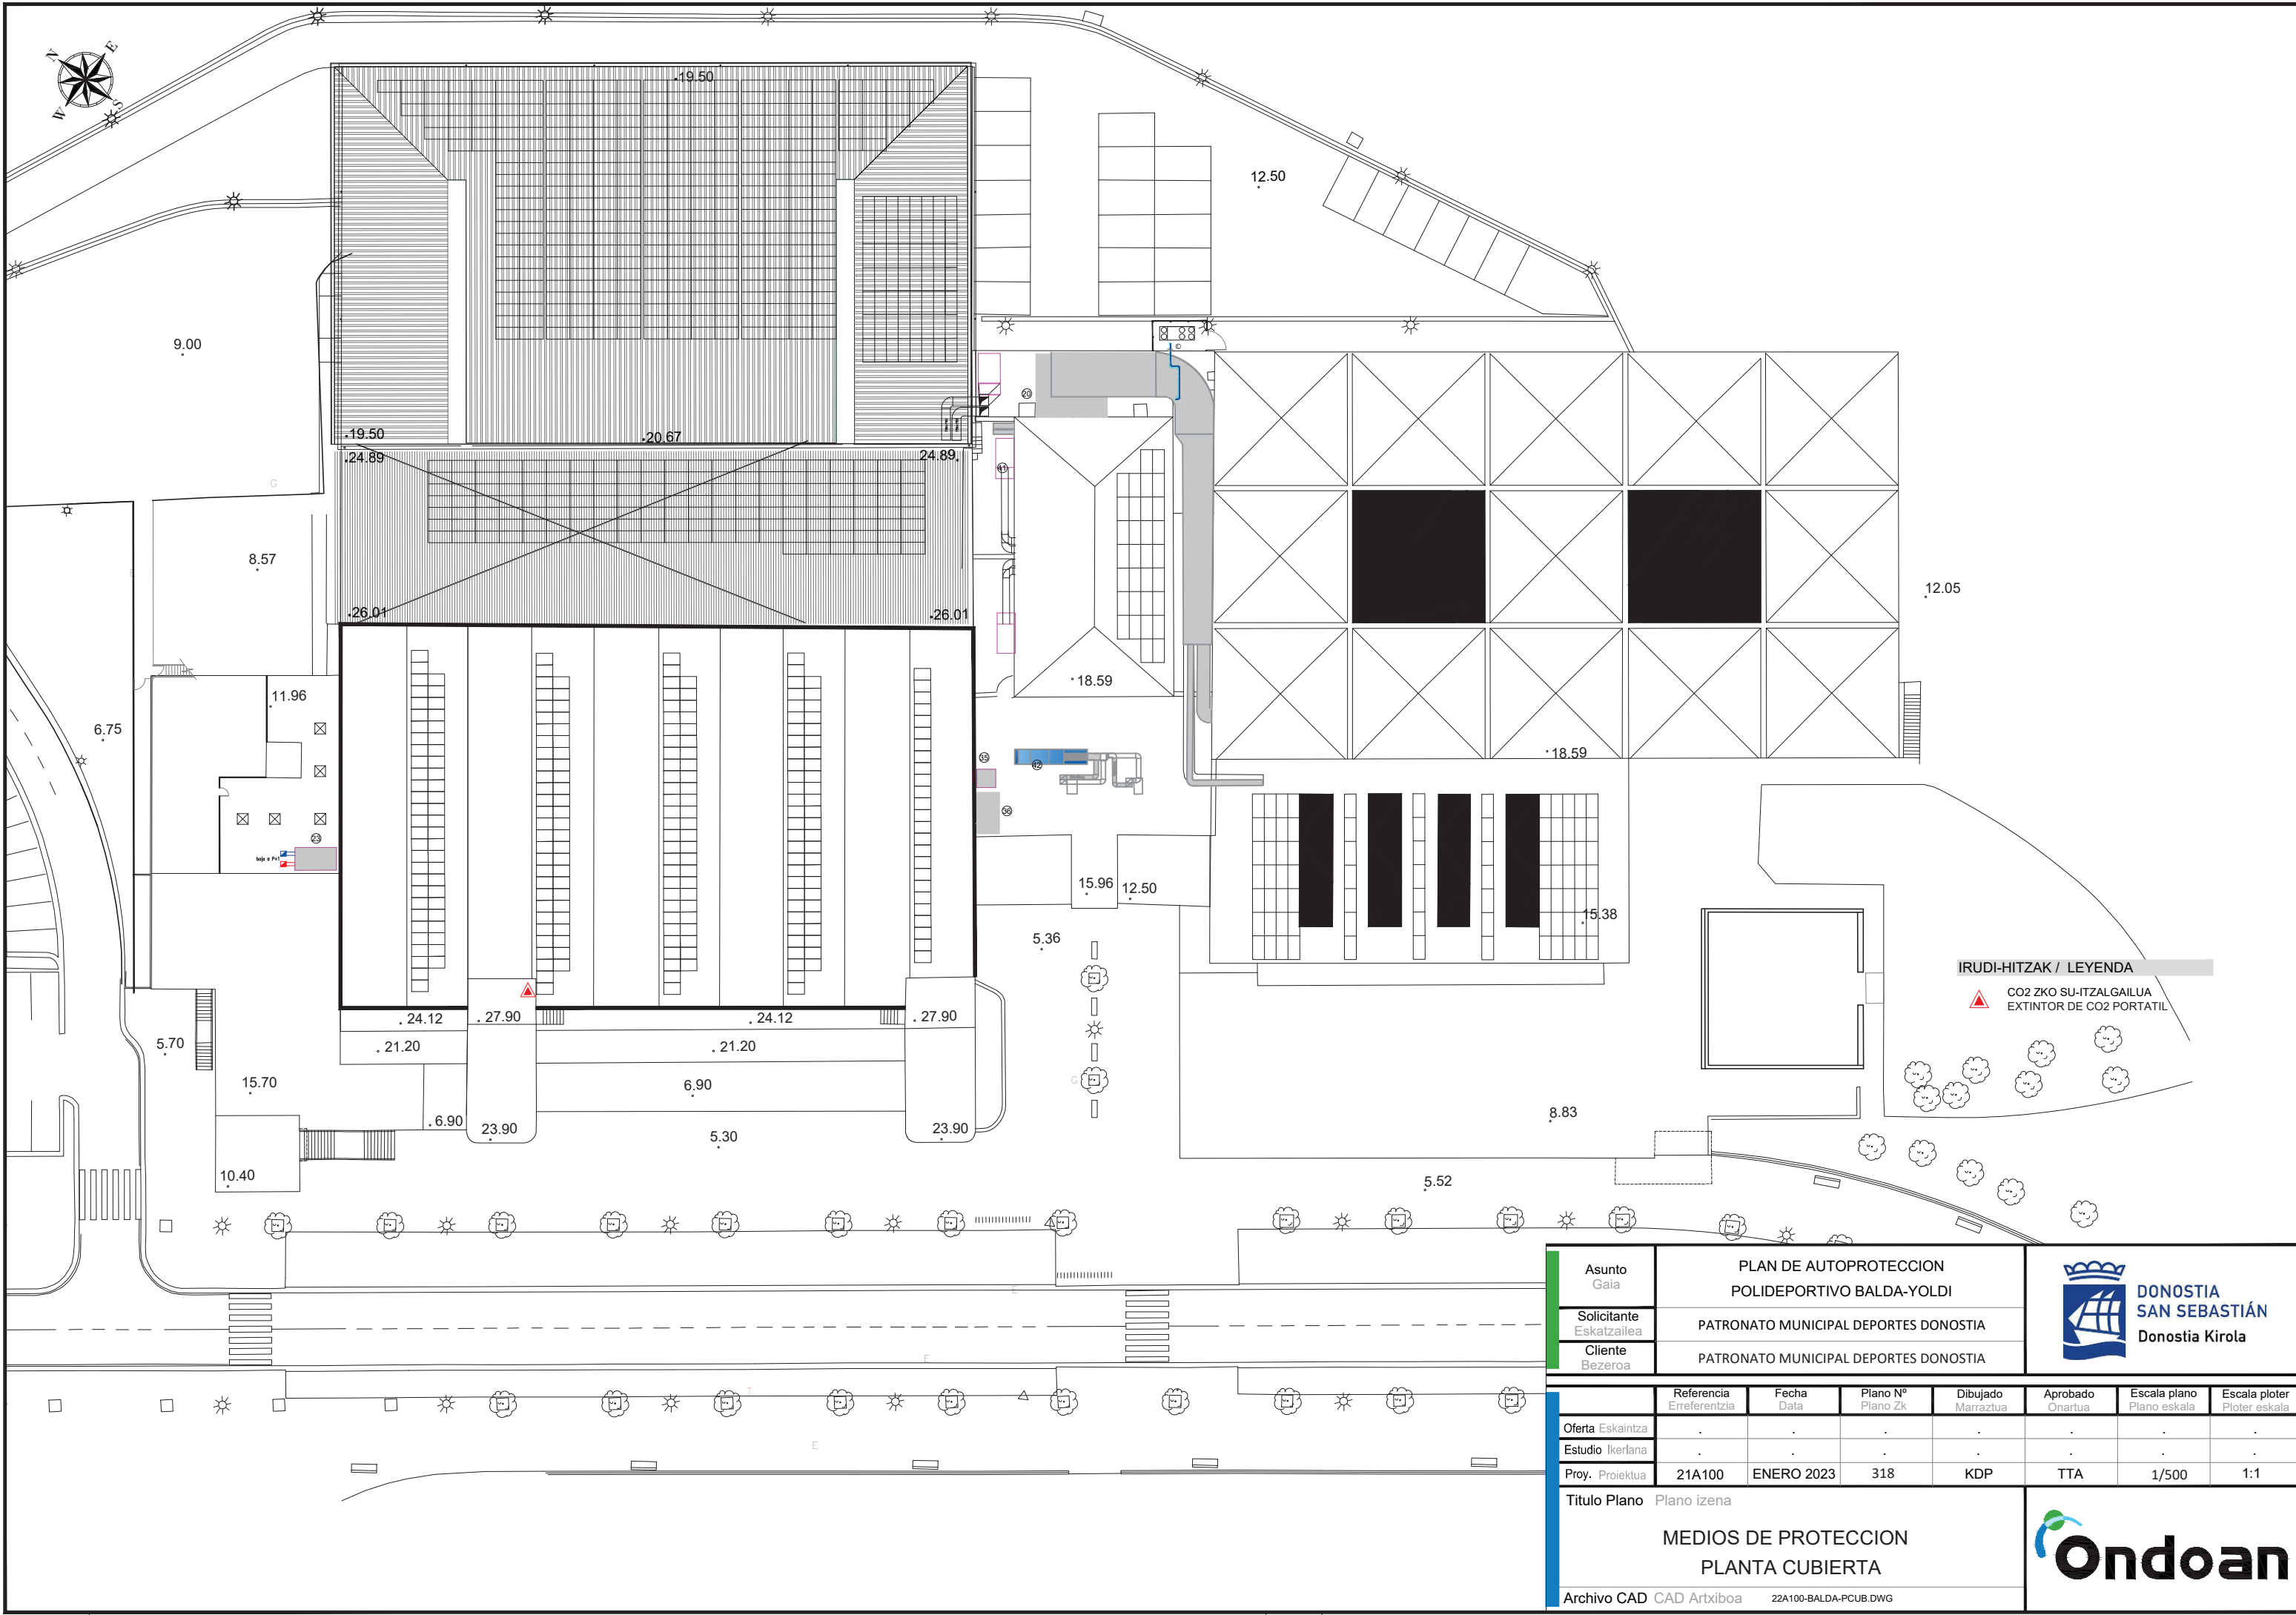 N
E
W
S
19.50
12.50
9.00
20
19.50
20.67
24.89
24.89
41
G
8.57
12.05
E
26.01
26.01
18.59
11.96
6.75
18.59
35
42
36
23
baja a P+1
15.96
12.50
15.38
5.36
IRUDI-HITZAK / LEYENDA
CO2 ZKO SU-ITZALGAILUA
EXTINTOR DE CO2 PORTATIL
24.12
27.90
24.12
27.90
5.70
21.20
21.20
15.70
6.90
G
8.83
6.90
23.90
5.30
23.90
10.40
5.52
E
E
T
E
Asunto
Gaia
PLAN DE AUTOPROTECCION
POLIDEPORTIVO BALDA-YOLDI
Solicitante
Eskatzailea
PATRONATO MUNICIPAL DEPORTES DONOSTIA
Cliente
Bezeroa
PATRONATO MUNICIPAL DEPORTES DONOSTIA
DONOSTIA
SAN SEBASTIÁN
Donostia Kirola
Referencia Fecha Plano Nº Dibujado Aprobado Escala plano Escala ploter
Erreferentzia Data Plano Zk Marraztua Onartua Plano eskala Ploter eskala
Oferta Eskaintza . . . . . . .
Estudio Ikerlana . . . . . . .
Proy. Proiektua 21A100 ENERO 2023 318 KDP TTA 1/500 1:1
Titulo Plano Plano izena
MEDIOS DE PROTECCION
PLANTA CUBIERTA
Archivo CAD CAD Artxiboa 22A100-BALDA-PCUB.DWG
Ondoan